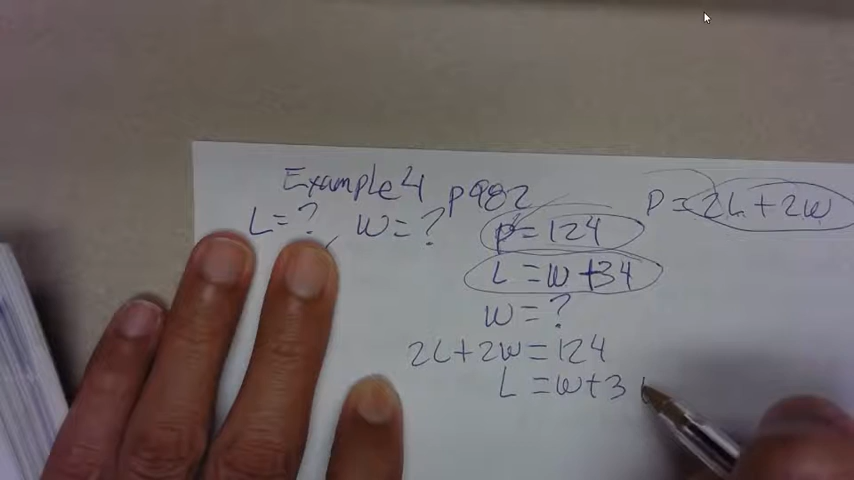 Example 4 p982
L = ? W = ? P = 2L + 2W
P = 124
L = W + 34
W = ?
2L + 2W = 124
L = W + 3